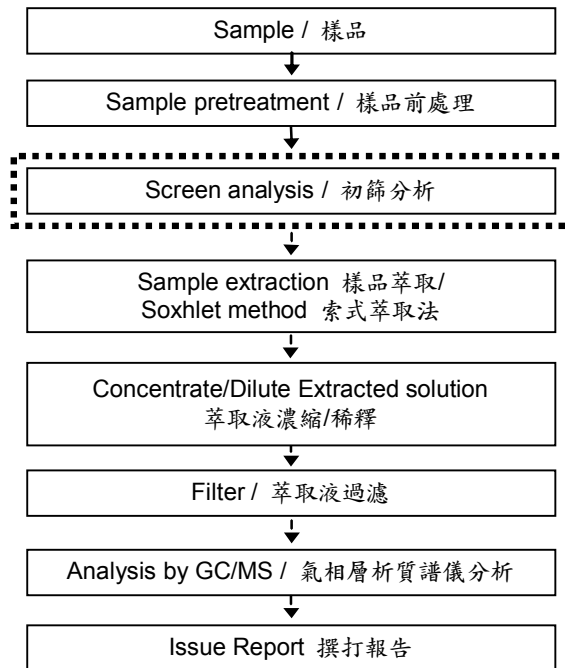 Sample / 樣品
Sample pretreatment / 樣品前處理
Screen analysis / 初篩分析
Sample extraction 樣品萃取/
Soxhlet method 索式萃取法
Concentrate/Dilute Extracted solution
萃取液濃縮/稀釋
Filter / 萃取液過濾
Analysis by GC/MS / 氣相層析質譜儀分析
Issue Report 撰打報告